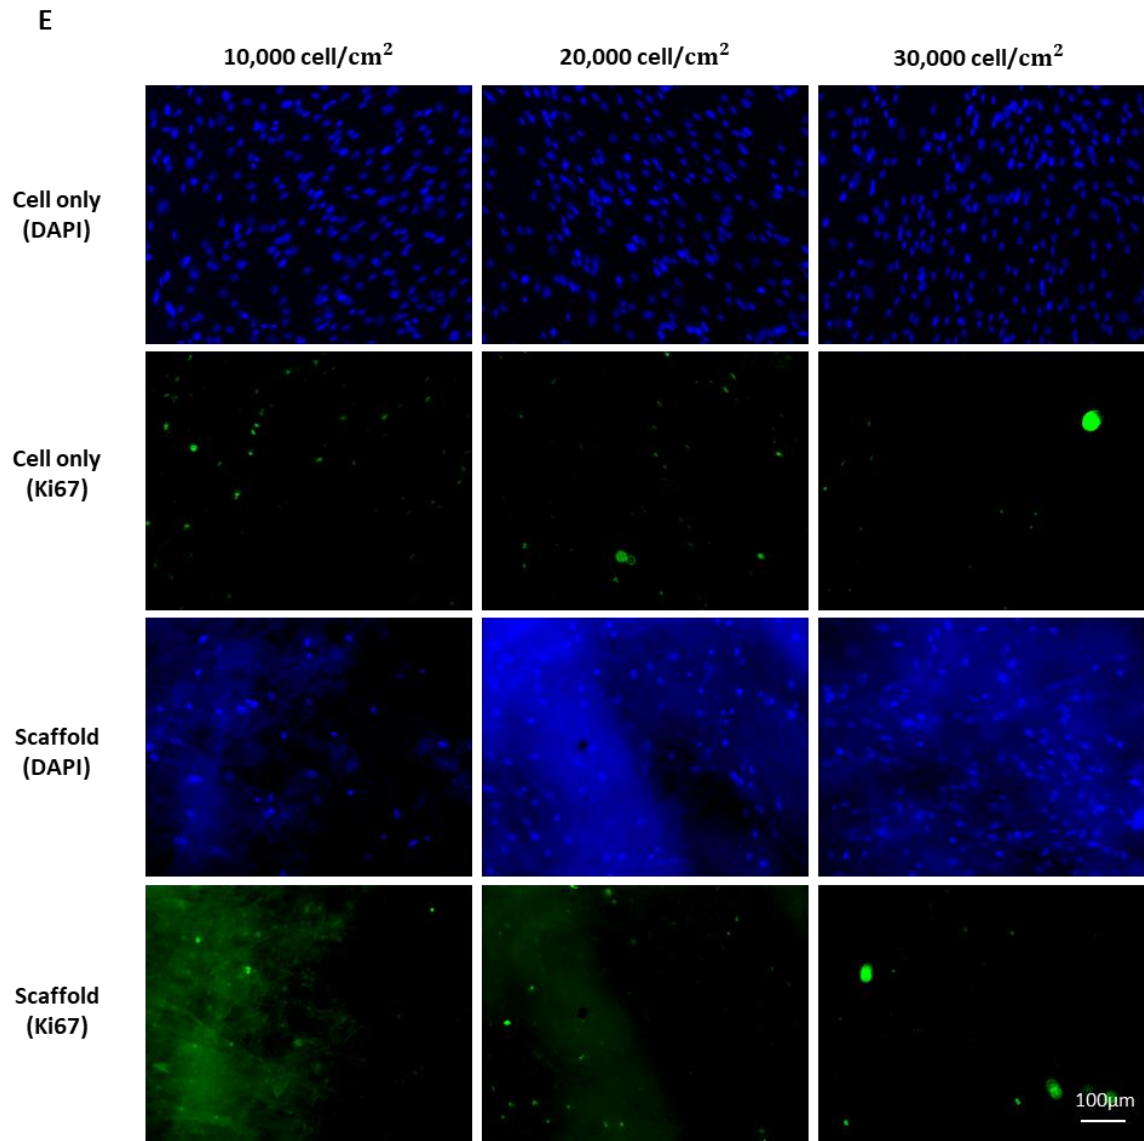 E
10,000 cell/cm² 20,000 cell/cm² 30,000 cell/cm²
Cell only
(DAPI)
Cell only
(Ki67)
Scaffold
(DAPI)
Scaffold
(Ki67)
100μm